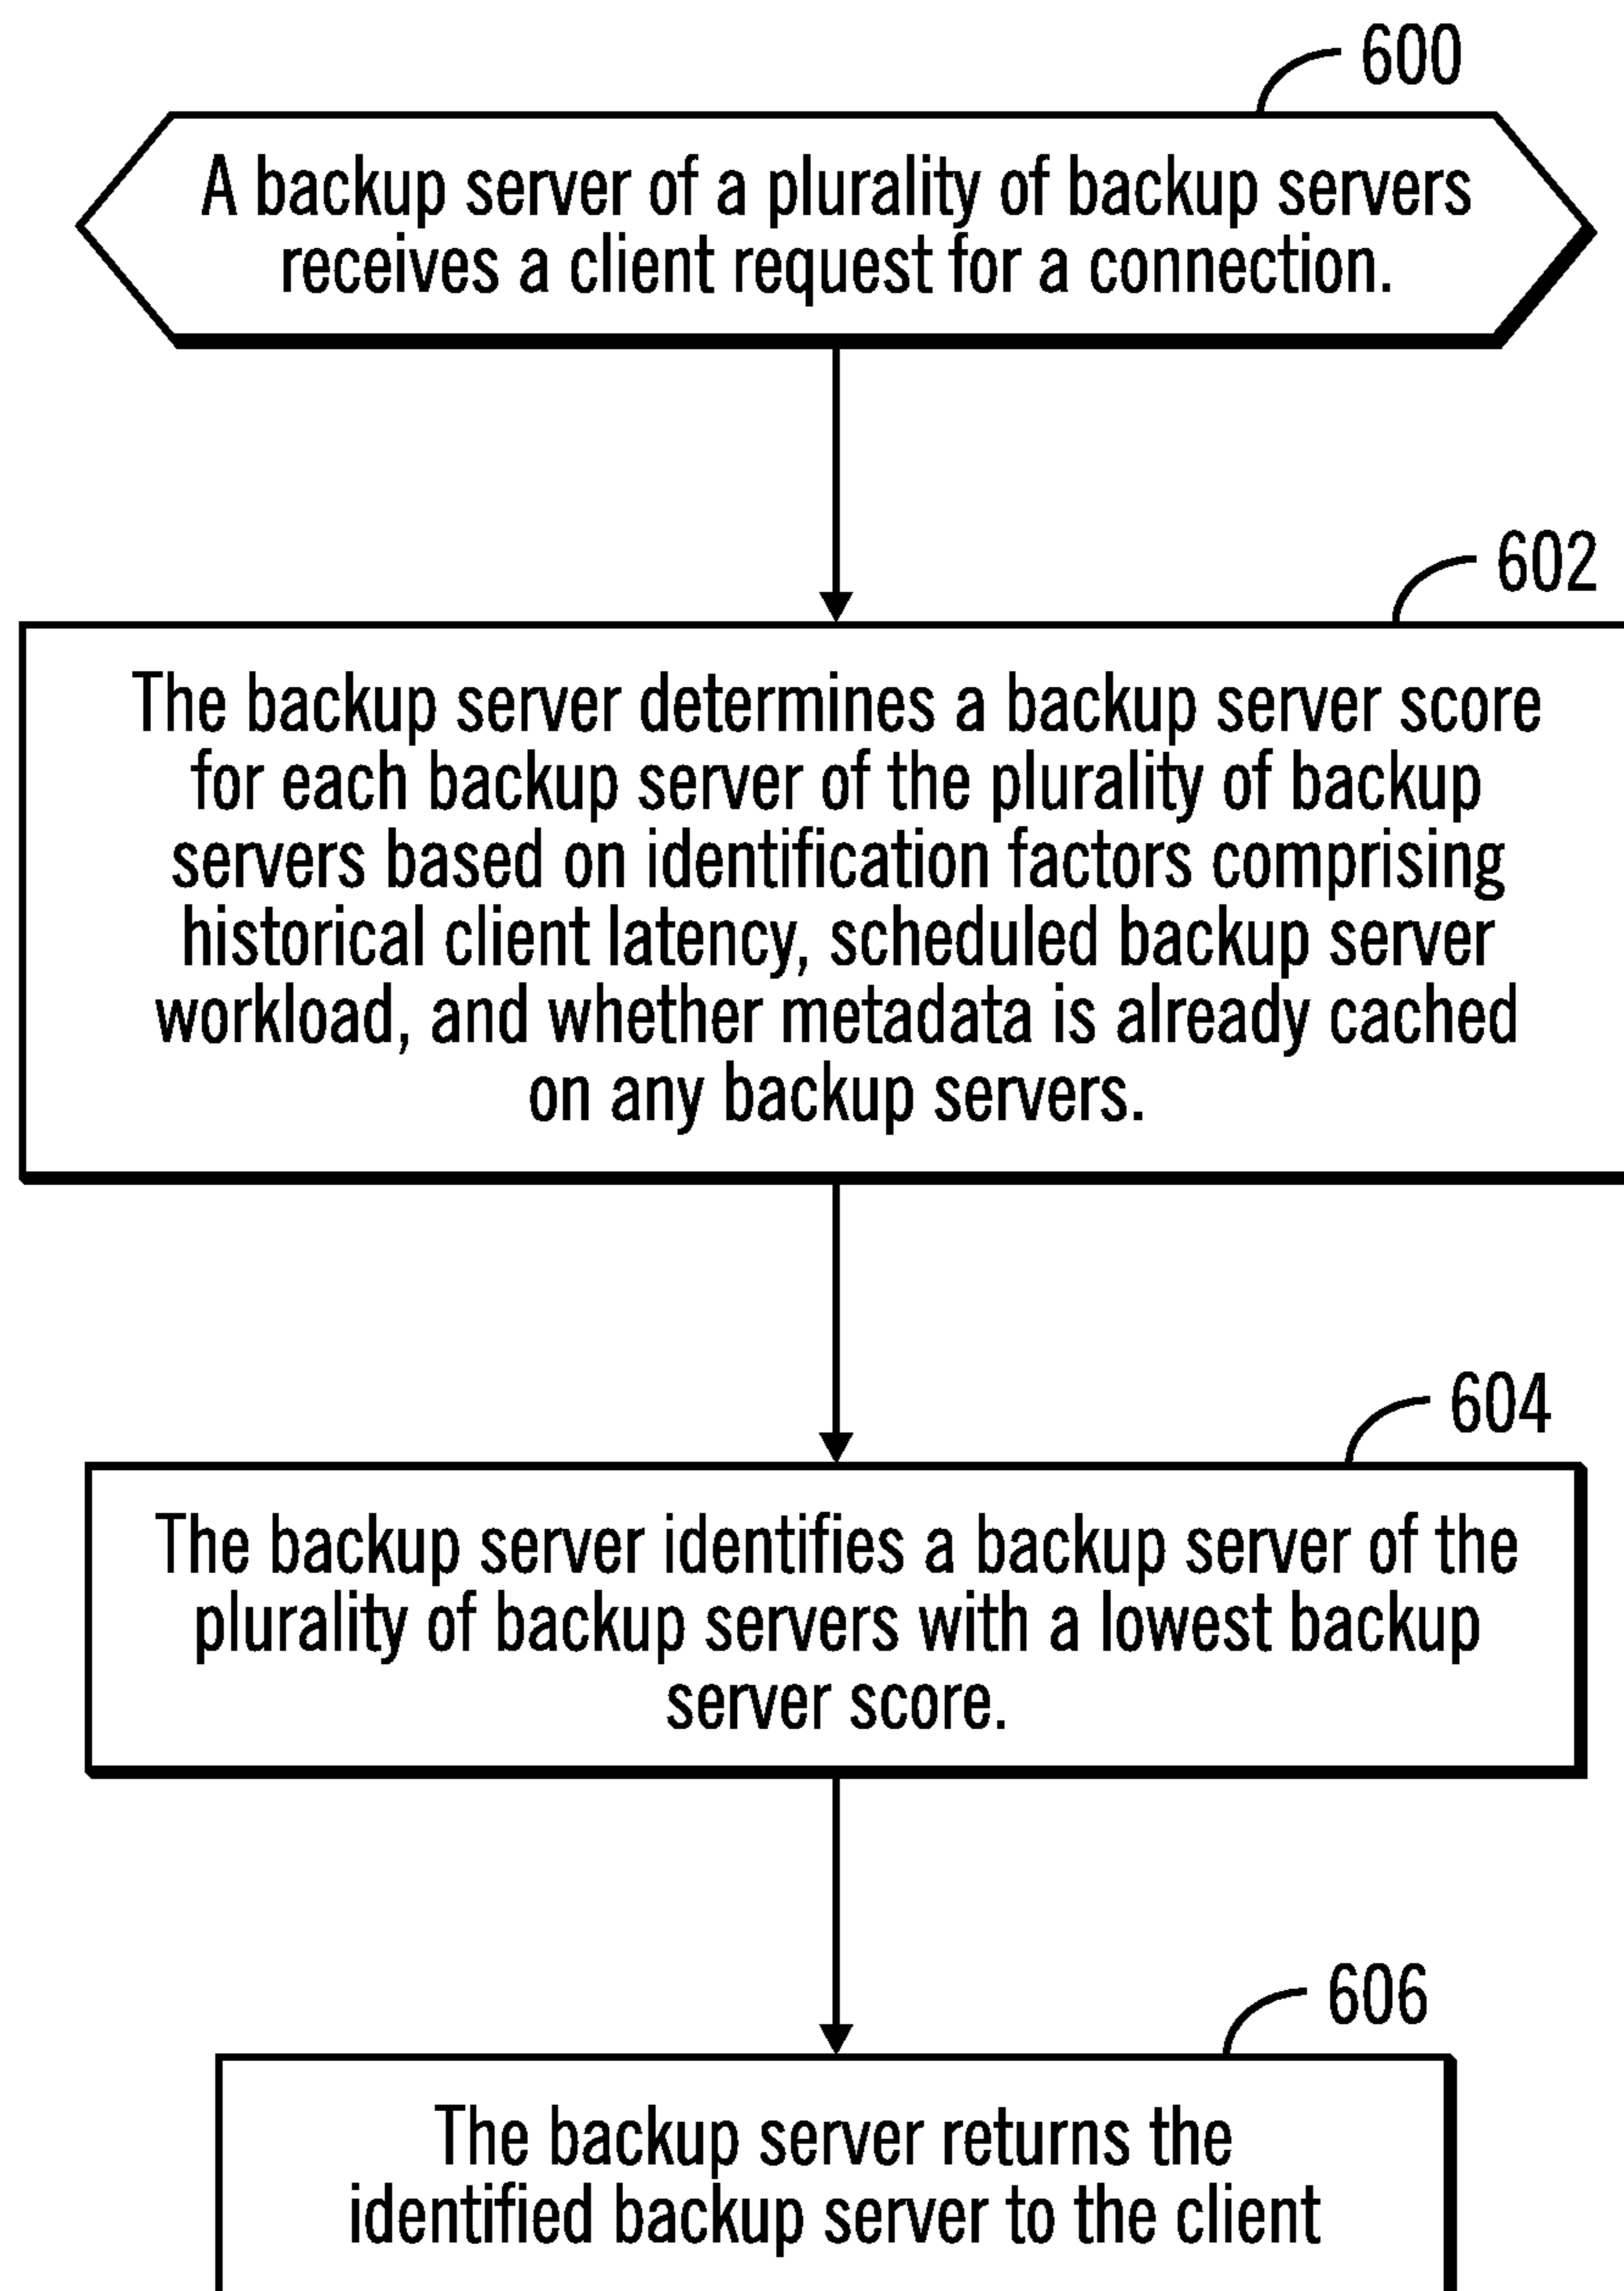 600
A backup server of a plurality of backup servers
receives a client request for a connection.
602
The backup server determines a backup server score
for each backup server of the plurality of backup
servers based on identification factors comprising
historical client latency, scheduled backup server
workload, and whether metadata is already cached
on any backup servers.
604
The backup server identifies a backup server of the
plurality of backup servers with a lowest backup
server score.
606
The backup server returns the
identified backup server to the client